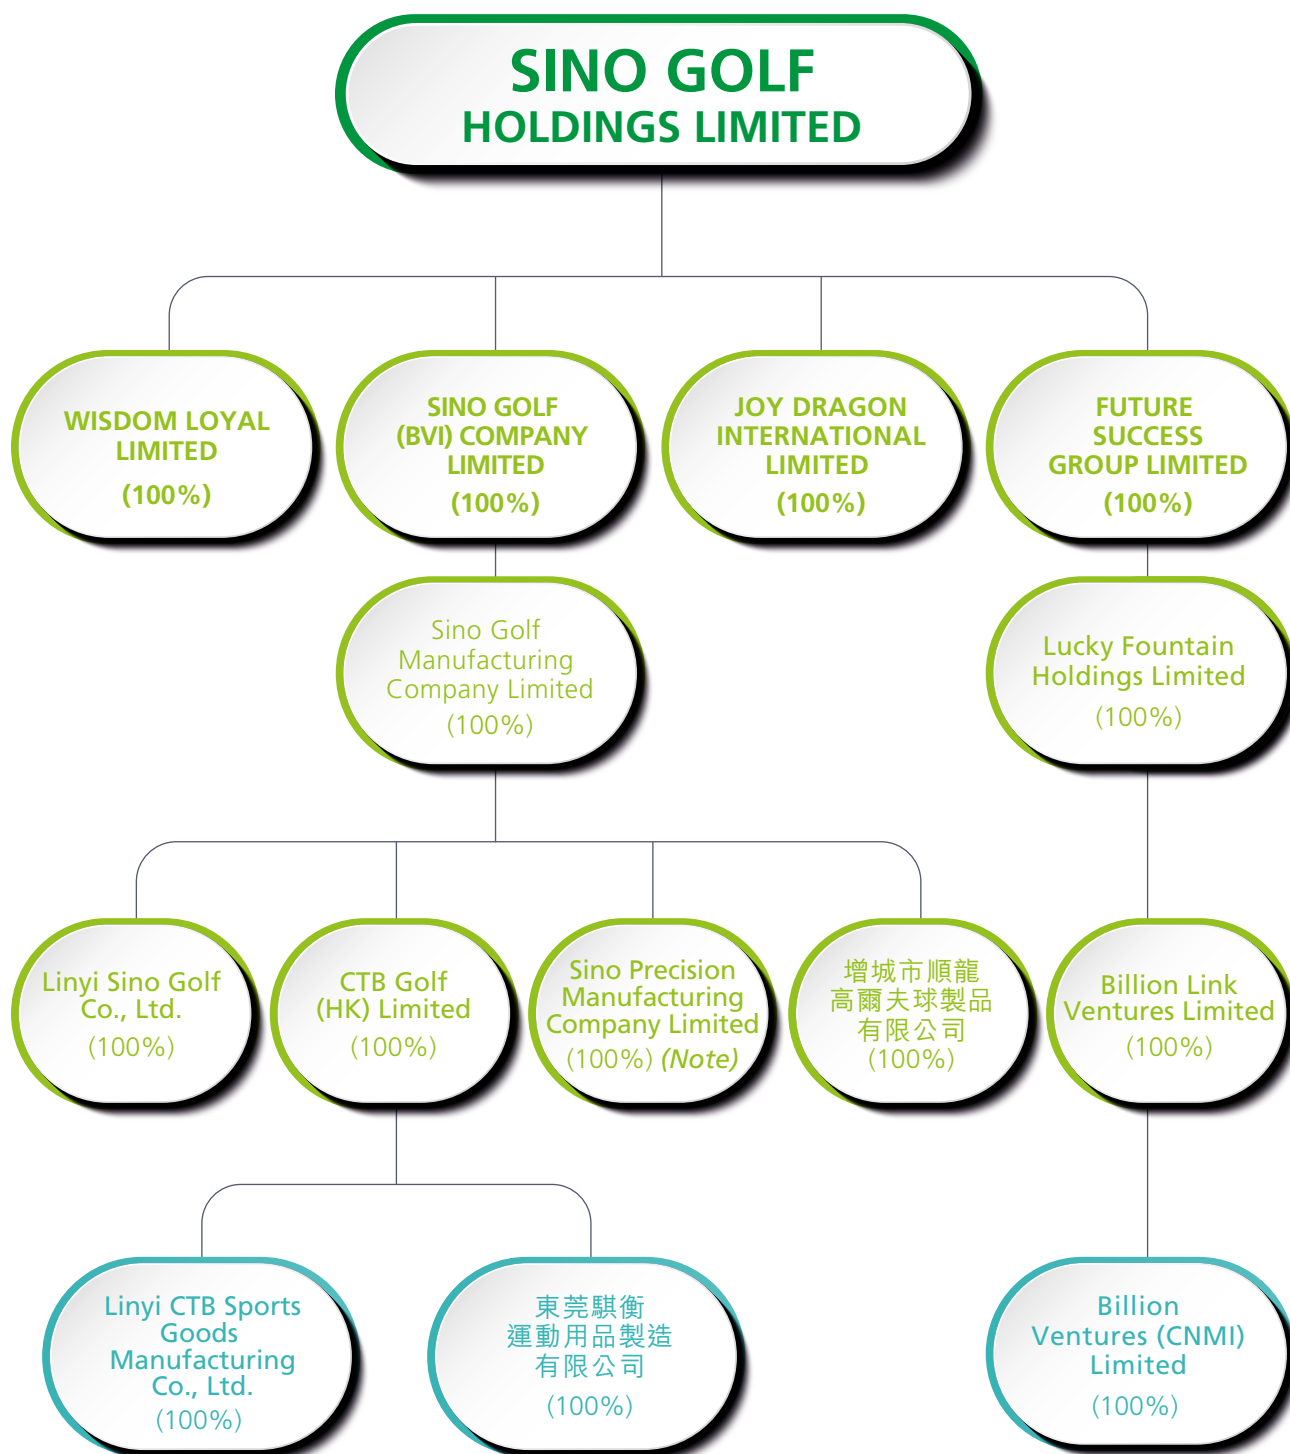 SINO GOLF
HOLDINGS LIMITED
WISDOM LOYAL
LIMITED
(100%)
SINO GOLF
(BVI) COMPANY
LIMITED
(100%)
JOY DRAGON
INTERNATIONAL
LIMITED
(100%)
FUTURE
SUCCESS
GROUP LIMITED
(100%)
Sino Golf
Manufacturing
Company Limited
(100%)
Lucky Fountain
Holdings Limited
(100%)
Linyi Sino Golf
Co., Ltd.
(100%)
CTB Golf
(HK) Limited
(100%)
Sino Precision
Manufacturing
Company Limited
(100%) (Note)
增城市順龍
高爾夫球製品
有限公司
(100%)
Billion Link
Ventures Limited
(100%)
Linyi CTB Sports
Goods
Manufacturing
Co., Ltd.
(100%)
東莞騏衡
運動用品製造
有限公司
(100%)
Billion
Ventures (CNMI)
Limited
(100%)